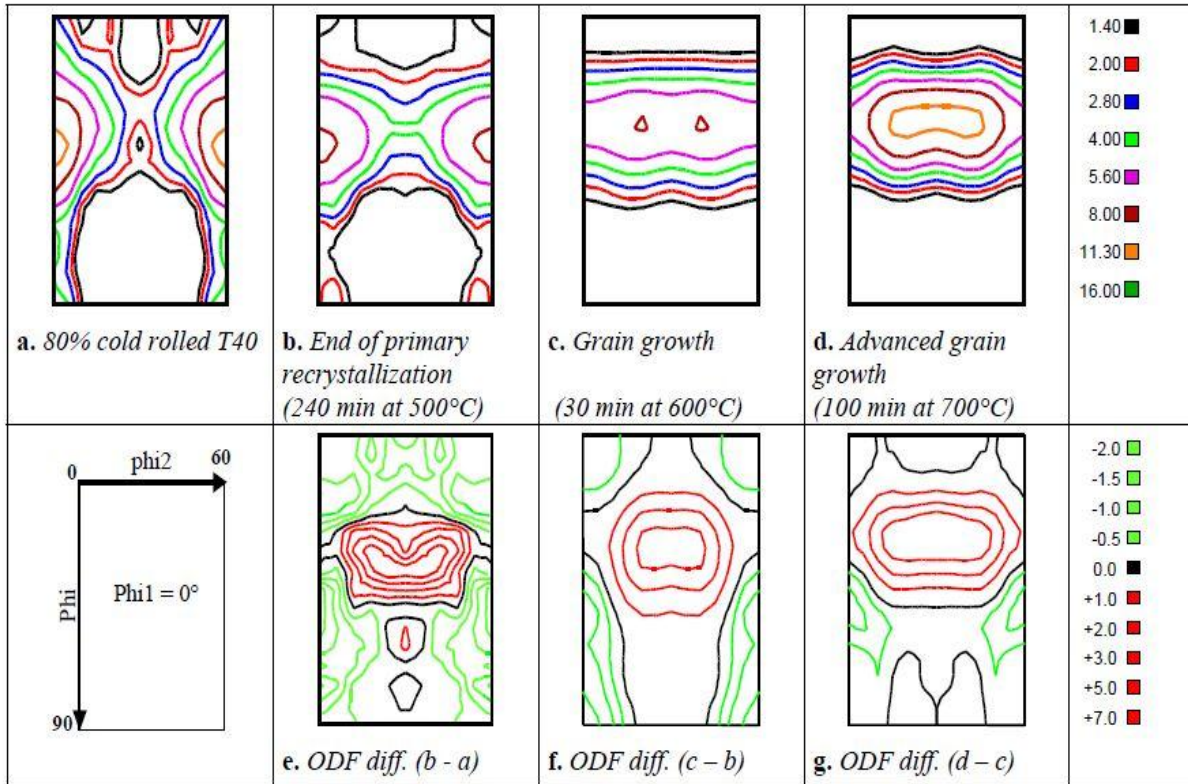 1.40
2.00
2.80
4.00
5.60
8.00
11.30
16.00
a. 80% cold rolled T40
b. End of primary
recrystallization
(240 min at 500°C)
c. Grain growth
(30 min at 600°C)
d. Advanced grain
growth
(100 min at 700°C)
0
phi2
60
Phi
Phi1 = 0°
90
e. ODF diff. (b - a)
f. ODF diff. (c – b)
g. ODF diff. (d – c)
-2.0
-1.5
-1.0
-0.5
0.0
+1.0
+2.0
+3.0
+5.0
+7.0